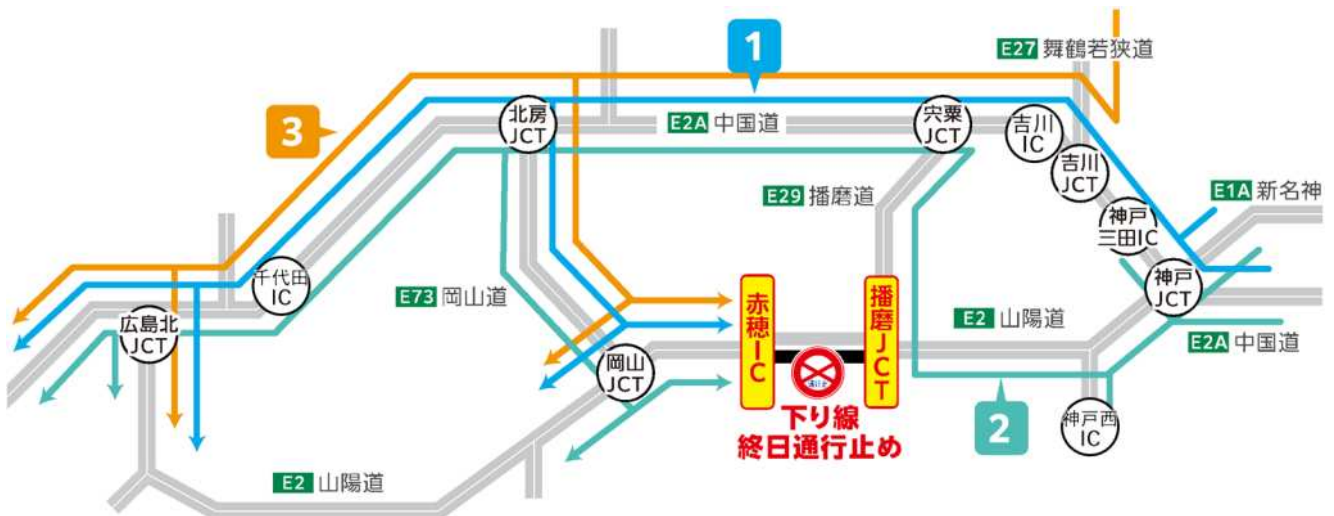 1
E27 舞鶴若狭道
3
北房
JCT
E2A 中国道
宍粟
JCT
吉川
IC
吉川
JCT
E29 播磨道
E1A 新名神
神戸
三田IC
千代田
IC
E73 岡山道
神戸
JCT
広島北
JCT
赤穂IC
播磨JCT
E2 山陽道
E2A 中国道
岡山
JCT
下り線
終日通行止め
2
神戸西
IC
E2 山陽道